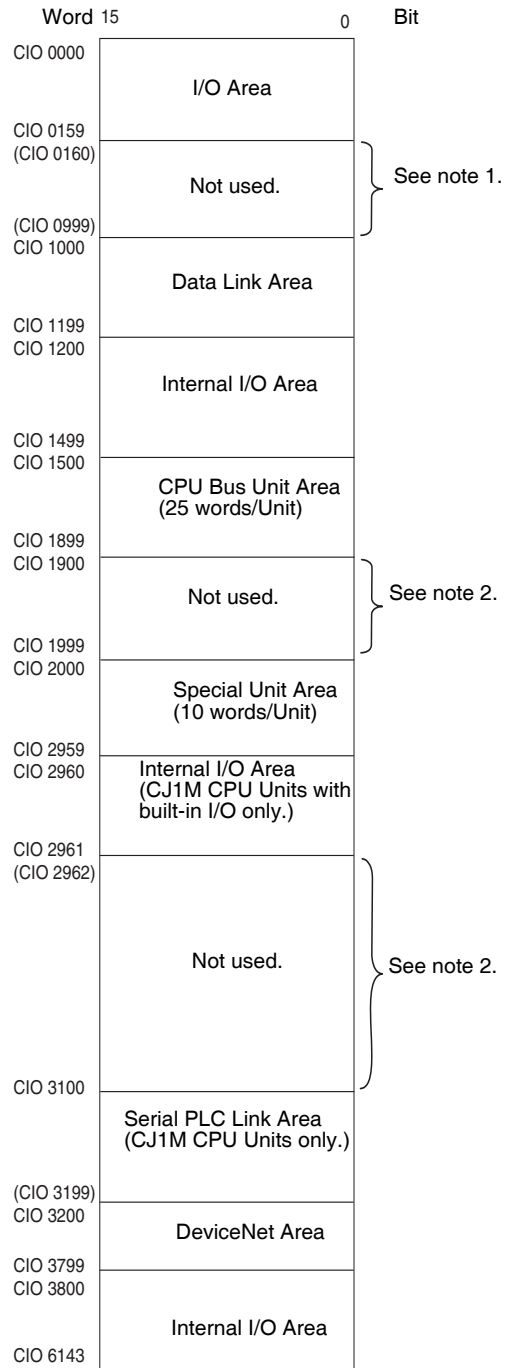 Word 15 0 Bit
CIO 0000
I/O Area
CIO 0159
(CIO 0160)
Not used. See note 1.
(CIO 0999)
CIO 1000
Data Link Area
CIO 1199
CIO 1200
Internal I/O Area
CIO 1499
CIO 1500
CPU Bus Unit Area
(25 words/Unit)
CIO 1899
CIO 1900
Not used. See note 2.
CIO 1999
CIO 2000
Special Unit Area
(10 words/Unit)
CIO 2959
CIO 2960 Internal I/O Area
(CJ1M CPU Units with
built-in I/O only.)
CIO 2961
(CIO 2962)
Not used. See note 2.
CIO 3100
Serial PLC Link Area
(CJ1M CPU Units only.)
(CIO 3199)
CIO 3200
DeviceNet Area
CIO 3799
CIO 3800
Internal I/O Area
CIO 6143